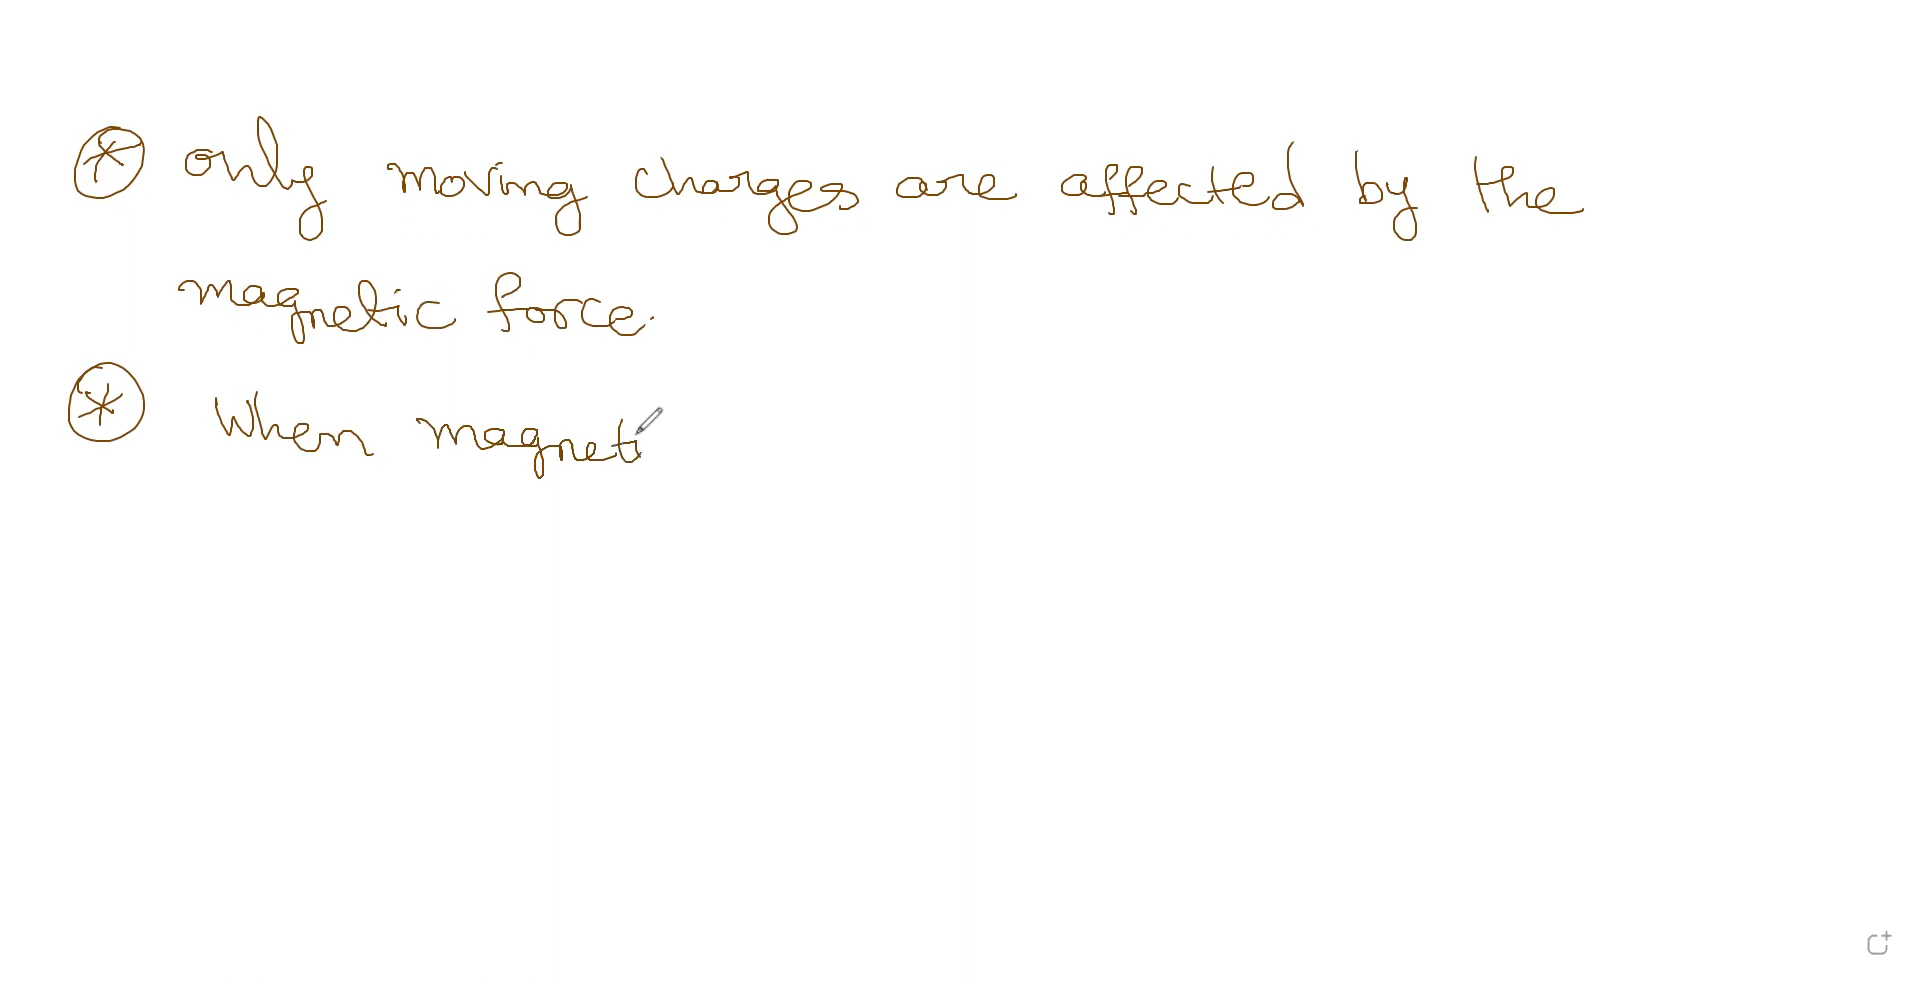 * only moving charges are affected by the
magnetic force.
* When magneti